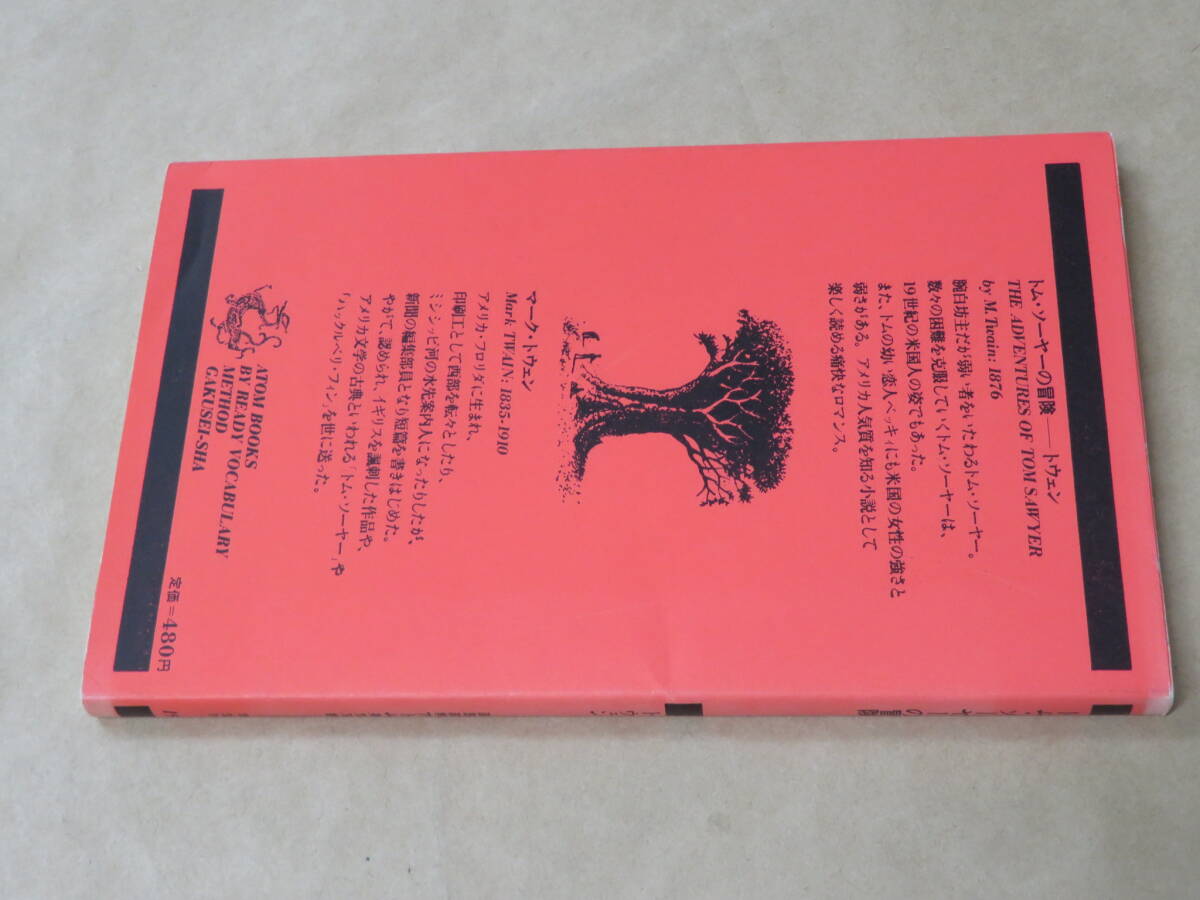 トム・ソーヤーの冒険――トウェン
THE ADVENTURES OF TOM SAWYER
by M.Twain: 1876
腕白坊主だが弱い者をいたわるトム・ソーヤー。
数々の困難を克服していくトム・ソーヤーは、
19世紀の米国人の姿でもあった。
また、トムの幼い恋人ベッキィにも米国の女性の強さと
弱さがある。アメリカ人気質を知る小説として
楽しく読める痛快なロマンス。
マーク・トウェン
Mark TWAIN: 1835-1910
アメリカ・フロリダに生まれ、
印刷工として西部を転々としたり、
ミシシッピ河の水先案内人になったりしたが、
新聞の編集部員となり短篇を書きはじめた。
やがて、認められ、イギリスを諷刺した作品や、
アメリカ文学の古典といわれる「トム・ソーヤー」や
「ハックルベリ・フィン」を世に送った。
ATOM BOOKS
BY READY VOCABULARY
METHOD
GAKUSEI-SHA
定価＝480円
トム・ソーヤーの冒険
トウェン